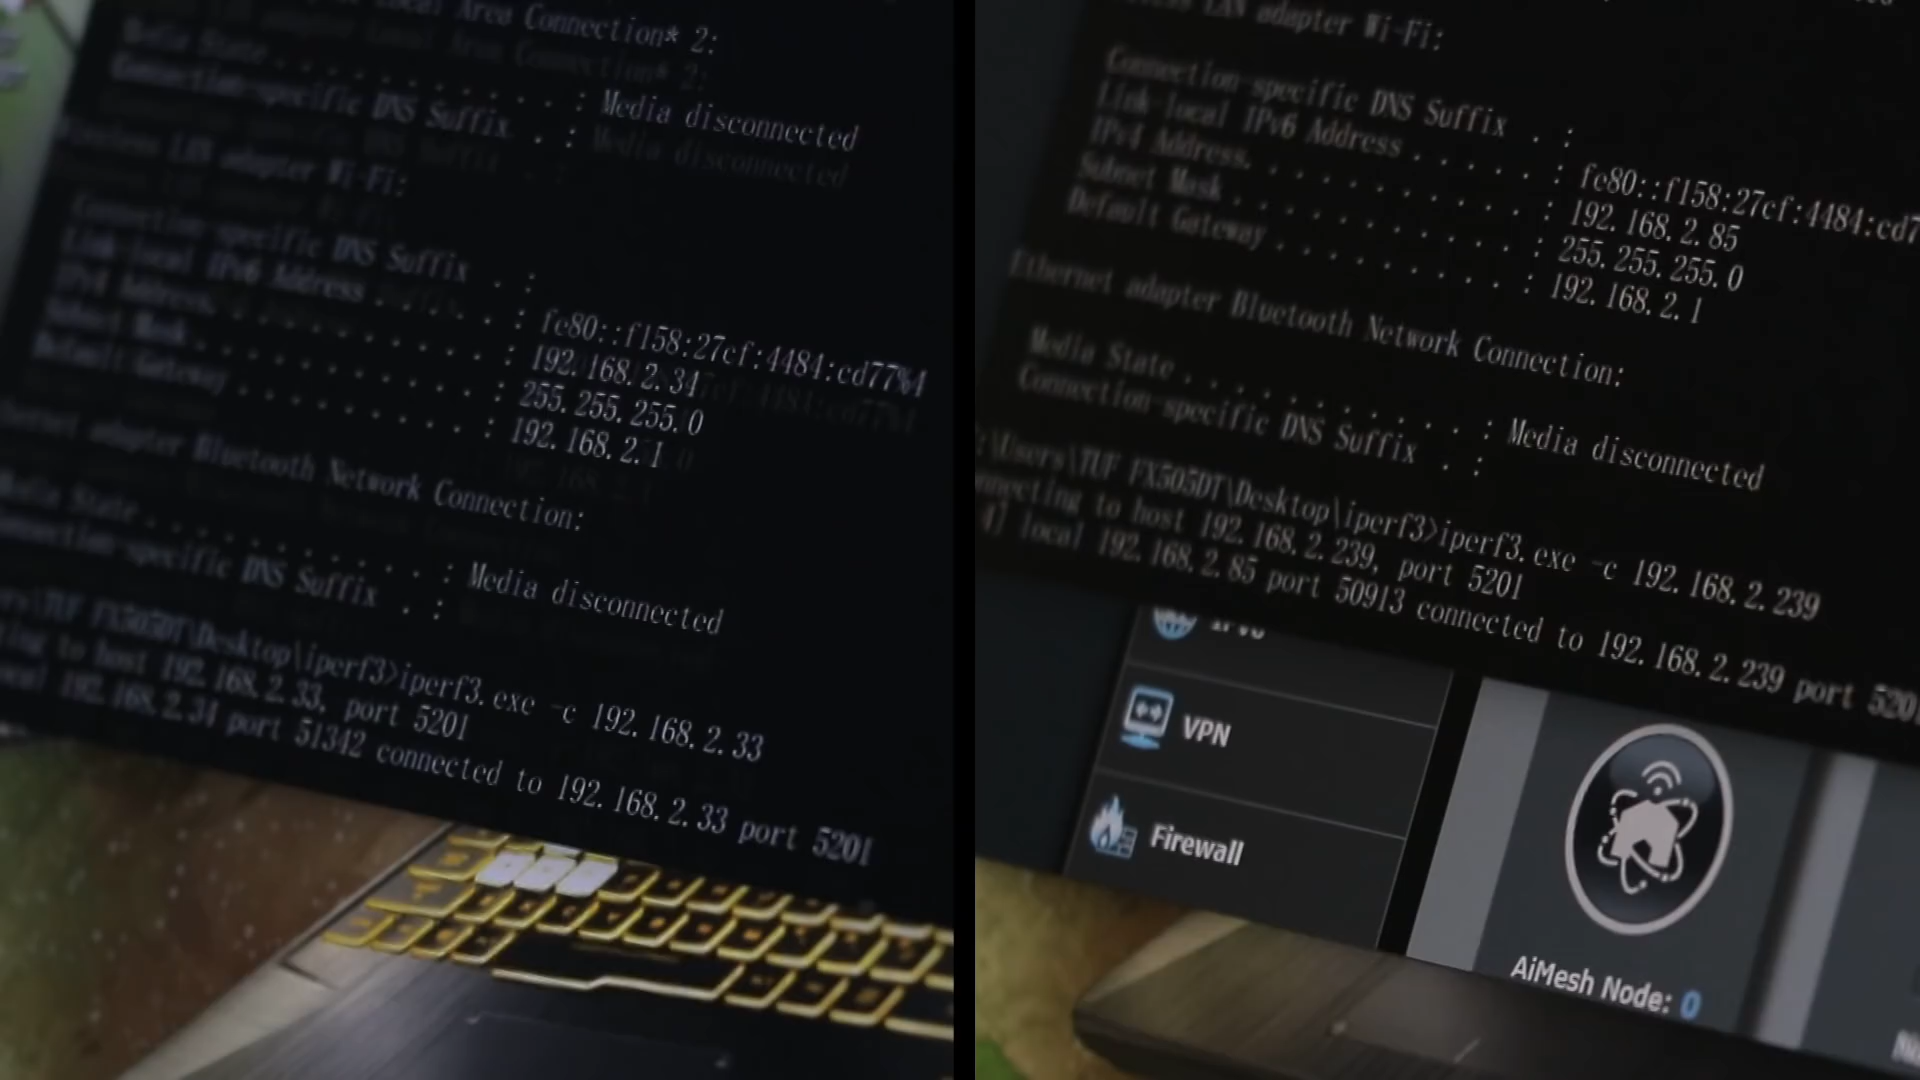 Local Area Connection* 2:
Media State . . . . . . . . . . . : Media disconnected
Connection-specific DNS Suffix . :
Wireless LAN adapter Wi-Fi:
Connection-specific DNS Suffix . :
Link-local IPv6 Address . . . . . : fe80::f158:27cf:4484:cd77%4
IPv4 Address. . . . . . . . . . . : 192.168.2.34
Subnet Mask . . . . . . . . . . . : 255.255.255.0
Default Gateway . . . . . . . . . : 192.168.2.1
Ethernet adapter Bluetooth Network Connection:
Media State . . . . . . . . . . . : Media disconnected
Connection-specific DNS Suffix . :
\TUF FX505DT\Desktop\iperf3>iperf3.exe -c 192.168.2.33
to host 192.168.2.33, port 5201
local 192.168.2.34 port 51342 connected to 192.168.2.33 port 5201
LAN adapter Wi-Fi:
Connection-specific DNS Suffix . :
Link-local IPv6 Address . . . . . : fe80::f158:27cf:4484:cd7
IPv4 Address. . . . . . . . . . . : 192.168.2.85
Subnet Mask . . . . . . . . . . . : 255.255.255.0
Default Gateway . . . . . . . . . : 192.168.2.1
Ethernet adapter Bluetooth Network Connection:
Media State . . . . . . . . . . . : Media disconnected
Connection-specific DNS Suffix . :
:\Users\TUF FX505DT\Desktop\iperf3>iperf3.exe -c 192.168.2.239
onnecting to host 192.168.2.239, port 5201
4] local 192.168.2.85 port 50913 connected to 192.168.2.239 port 5201
IPv6
VPN
Firewall
AiMesh Node: 0